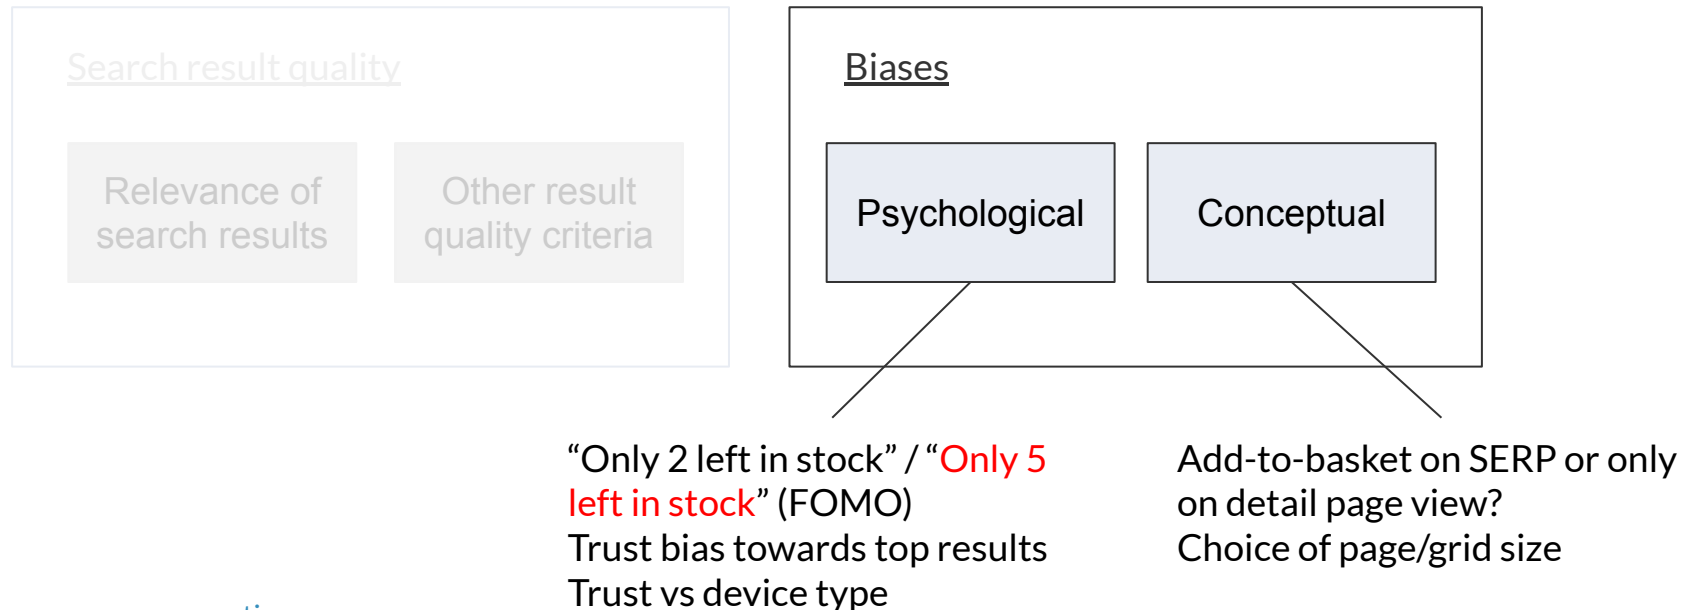 Search result quality
Relevance of
search results
Other result
quality criteria
Biases
Psychological
Conceptual
“Only 2 left in stock” / “Only 5
left in stock” (FOMO)
Trust bias towards top results
Trust vs device type
Add-to-basket on SERP or only
on detail page view?
Choice of page/grid size